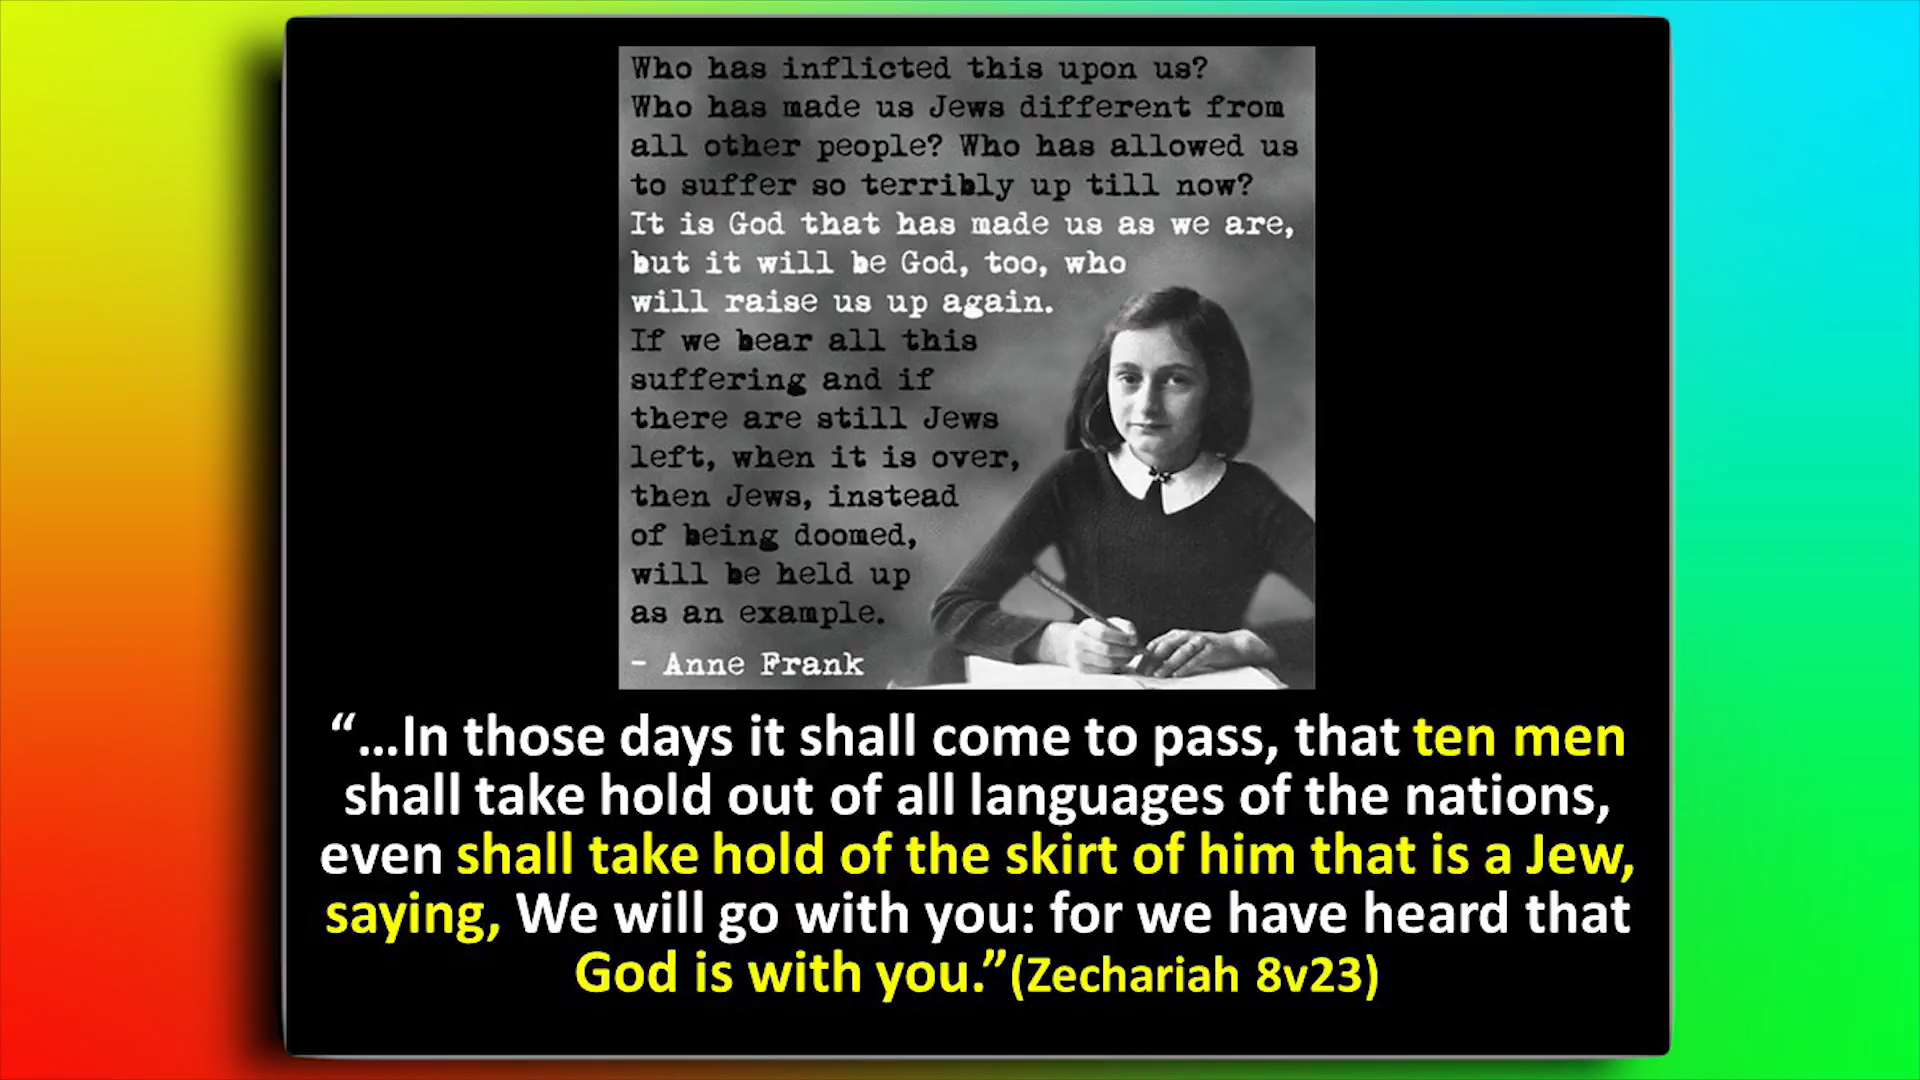 Who has inflicted this upon us?
Who has made us Jews different from
all other people? Who has allowed us
to suffer so terribly up till now?
It is God that has made us as we are,
but it will be God, too, who
will raise us up again.
If we bear all this
suffering and if
there are still Jews
left, when it is over,
then Jews, instead
of being doomed,
will be held up
as an example.
- Anne Frank
“...In those days it shall come to pass, that ten men
shall take hold out of all languages of the nations,
even shall take hold of the skirt of him that is a Jew,
saying, We will go with you: for we have heard that
God is with you.”(Zechariah 8v23)